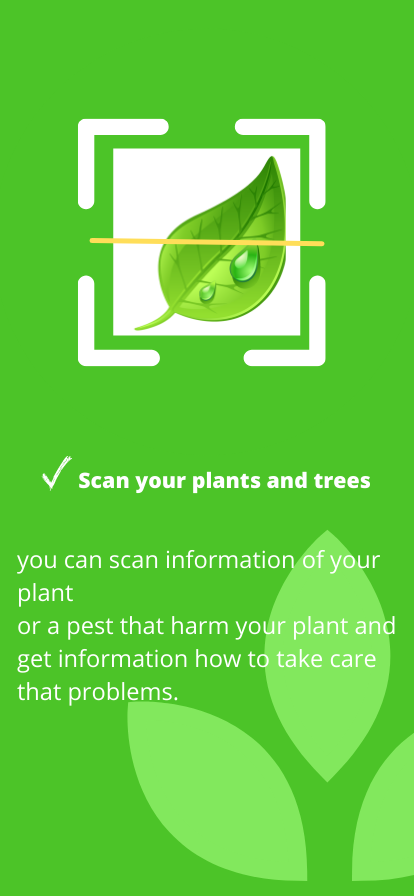 Scan your plants and trees
you can scan information of your
plant
or a pest that harm your plant and
get information how to take care
that problems.